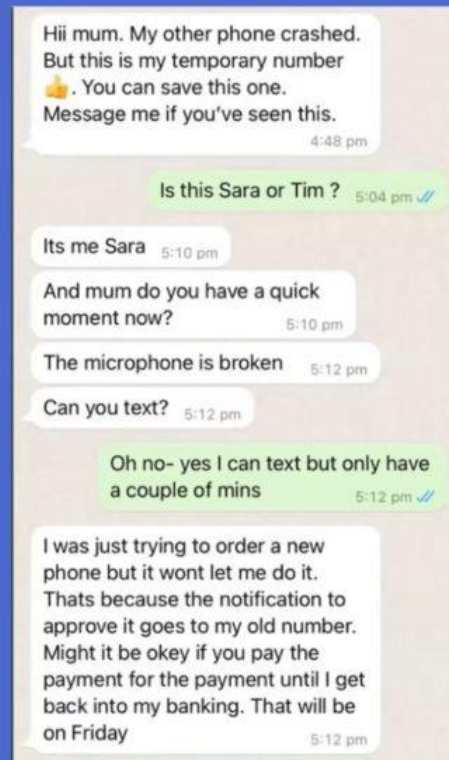 Hii mum. My other phone crashed.
But this is my temporary number
👍. You can save this one.
Message me if you've seen this.
4:48 pm
Is this Sara or Tim ? 5:04 pm
Its me Sara 5:10 pm
And mum do you have a quick
moment now? 5:10 pm
The microphone is broken 5:12 pm
Can you text? 5:12 pm
Oh no- yes I can text but only have
a couple of mins 5:12 pm
I was just trying to order a new
phone but it wont let me do it.
Thats because the notification to
approve it goes to my old number.
Might it be okey if you pay the
payment for the payment until I get
back into my banking. That will be
on Friday 5:12 pm